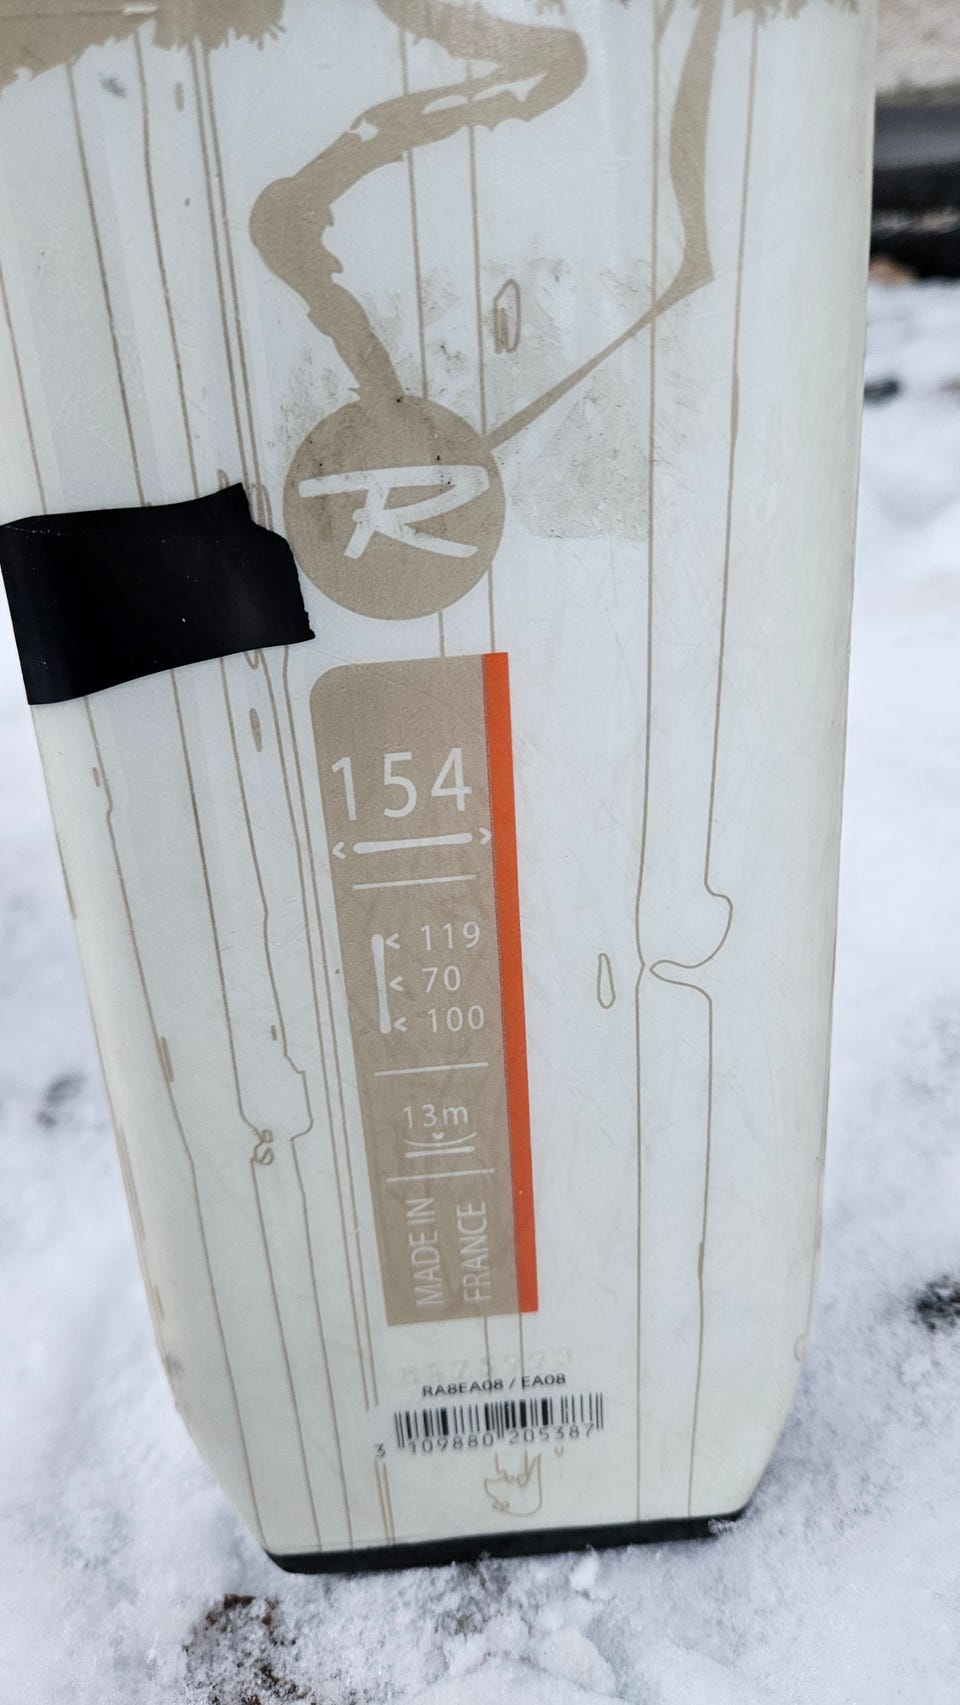 R
154
< >
< 119
< 70
< 100
13m
MADE IN
FRANCE
RA8EA08 / EA08
3 109880 205387